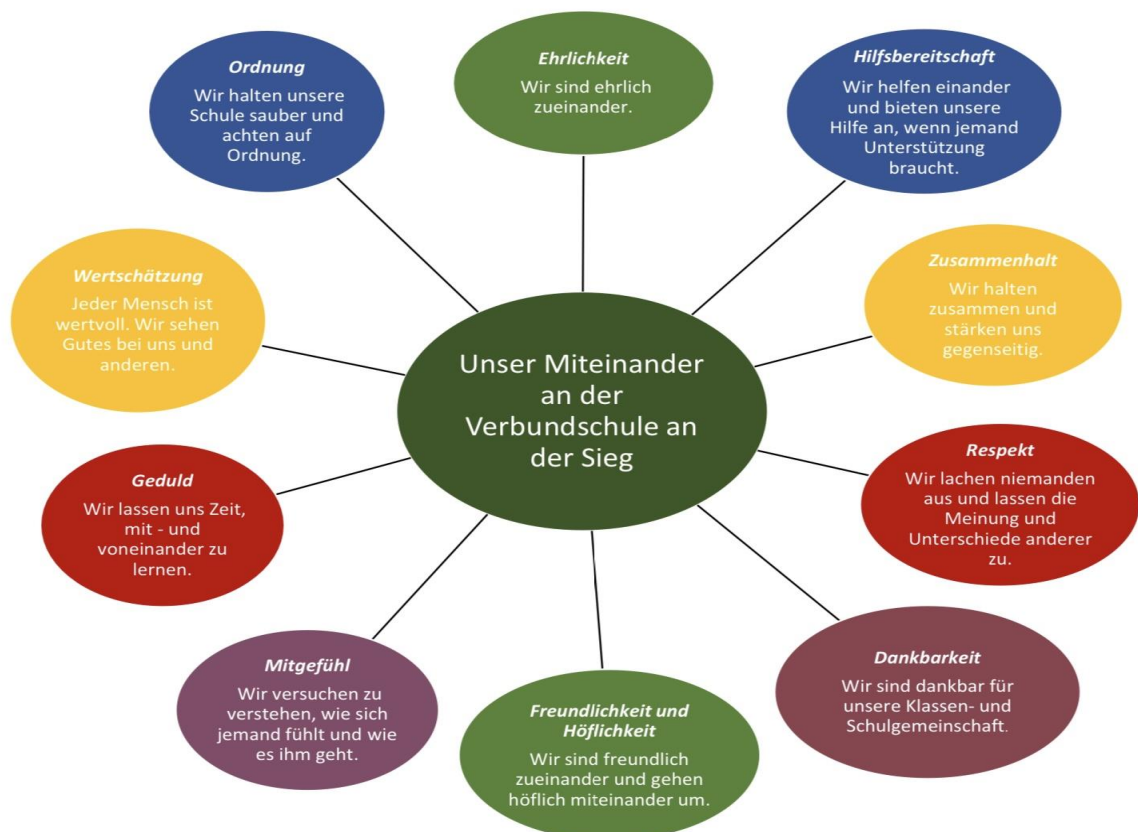 Ordnung
Wir halten unsere
Schule sauber und
achten auf
Ordnung.
Ehrlichkeit
Wir sind ehrlich
zueinander.
Hilfsbereitschaft
Wir helfen einander
und bieten unsere
Hilfe an, wenn jemand
Unterstützung
braucht.
Wertschätzung
Jeder Mensch ist
wertvoll. Wir sehen
Gutes bei uns und
anderen.
Zusammenhalt
Wir halten
zusammen und
stärken uns
gegenseitig.
Unser Miteinander
an der
Verbundschule an
der Sieg
Geduld
Wir lassen uns Zeit,
mit - und
voneinander zu
lernen.
Respekt
Wir lachen niemanden
aus und lassen die
Meinung und
Unterschiede anderer
zu.
Mitgefühl
Wir versuchen zu
verstehen, wie sich
jemand fühlt und wie
es ihm geht.
Freundlichkeit und
Höflichkeit
Wir sind freundlich
zueinander und gehen
höflich miteinander um.
Dankbarkeit
Wir sind dankbar für
unsere Klassen- und
Schulgemeinschaft.